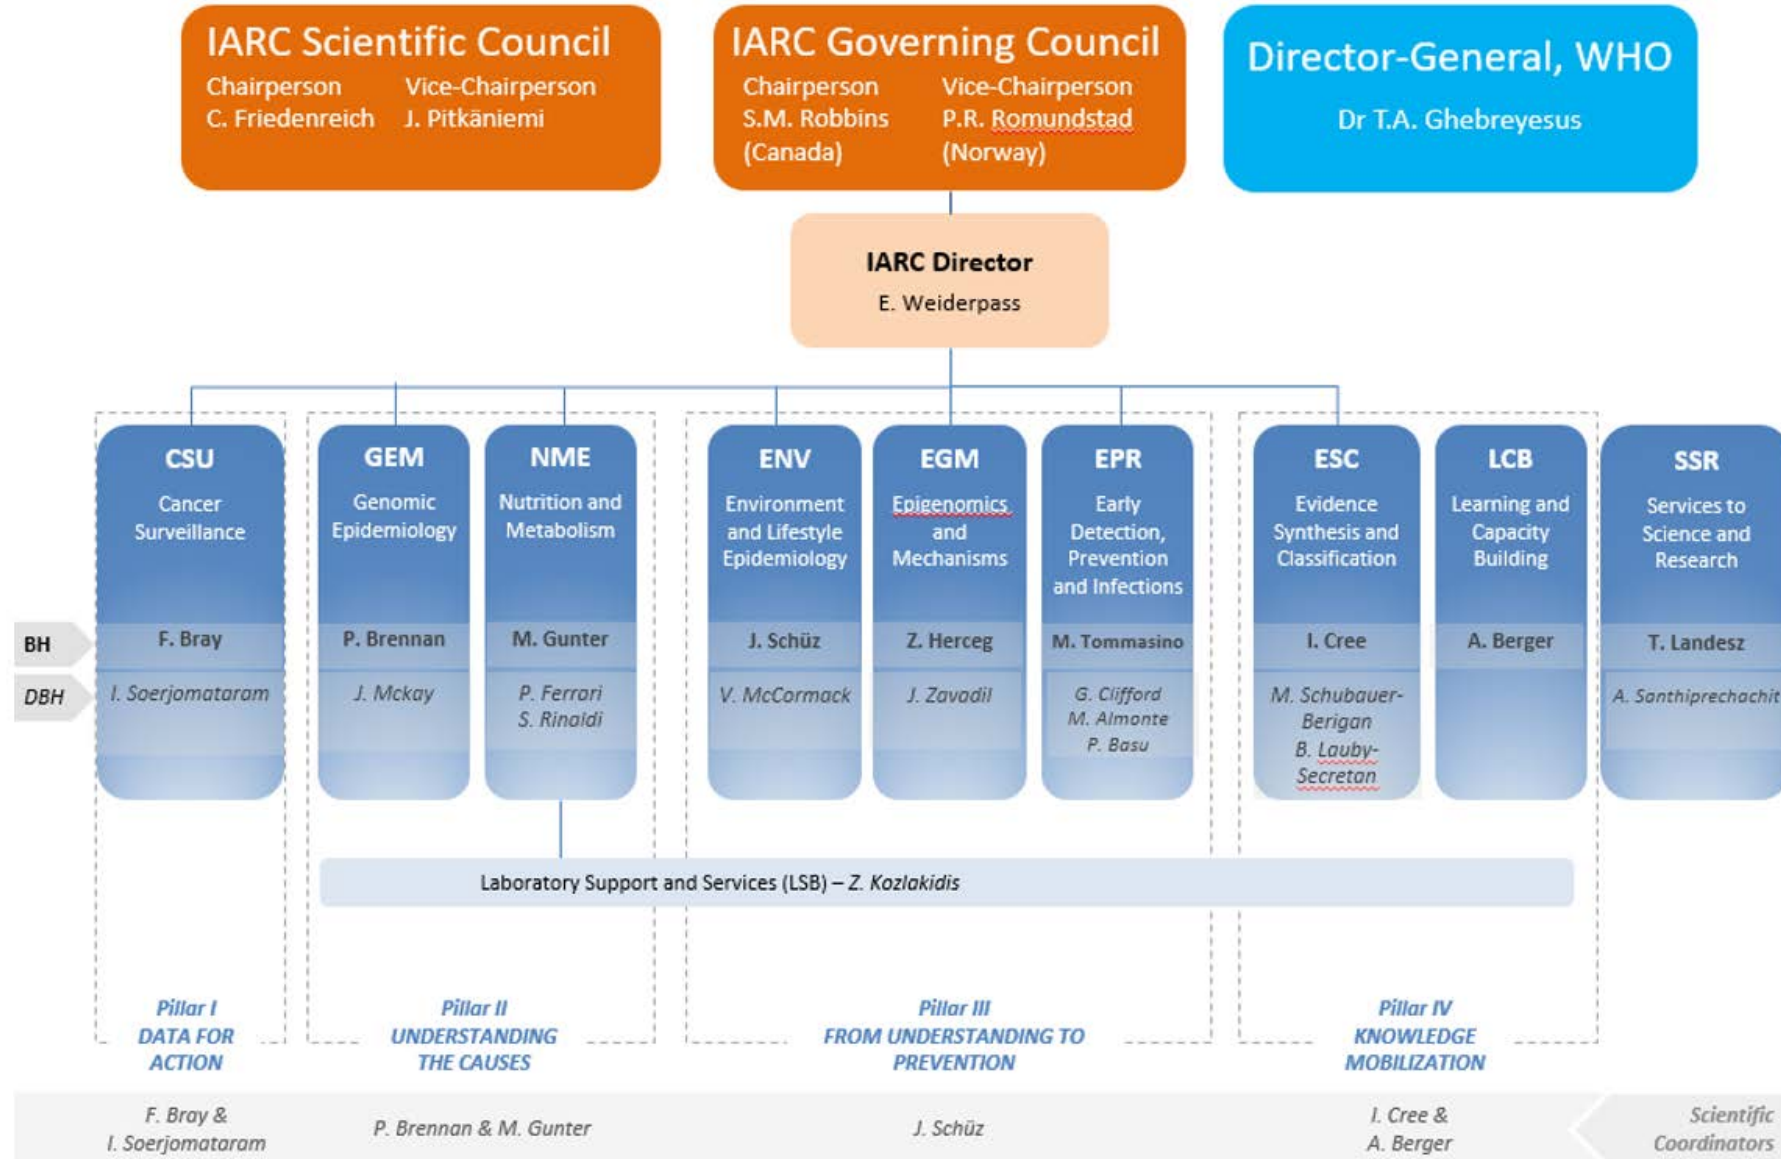 IARC Scientific Council
Chairperson Vice-Chairperson
C. Friedenreich J. Pitkäniemi
IARC Governing Council
Chairperson Vice-Chairperson
S.M. Robbins P.R. Romundstad
(Canada) (Norway)
Director-General, WHO
Dr T.A. Ghebreyesus
IARC Director
E. Weiderpass
CSU
Cancer
Surveillance
GEM
Genomic
Epidemiology
NME
Nutrition and
Metabolism
ENV
Environment
and Lifestyle
Epidemiology
EGM
Epigenomics
and
Mechanisms
EPR
Early
Detection,
Prevention
and Infections
ESC
Evidence
Synthesis and
Classification
LCB
Learning and
Capacity
Building
SSR
Services to
Science and
Research
BH
F. Bray
P. Brennan
M. Gunter
J. Schüz
Z. Herceg
M. Tommasino
I. Cree
A. Berger
T. Landesz
DBH
I. Soerjomataram
J. Mckay
P. Ferrari
S. Rinaldi
V. McCormack
J. Zavadil
G. Clifford
M. Almonte
P. Basu
M. Schubauer-
Berigan
B. Lauby-
Secretan
A. Santhiprechachit
Laboratory Support and Services (LSB) – Z. Kozlakidis
Pillar I
DATA FOR
ACTION
Pillar II
UNDERSTANDING
THE CAUSES
Pillar III
FROM UNDERSTANDING TO
PREVENTION
Pillar IV
KNOWLEDGE
MOBILIZATION
F. Bray &
I. Soerjomataram
P. Brennan & M. Gunter
J. Schüz
I. Cree &
A. Berger
Scientific
Coordinators